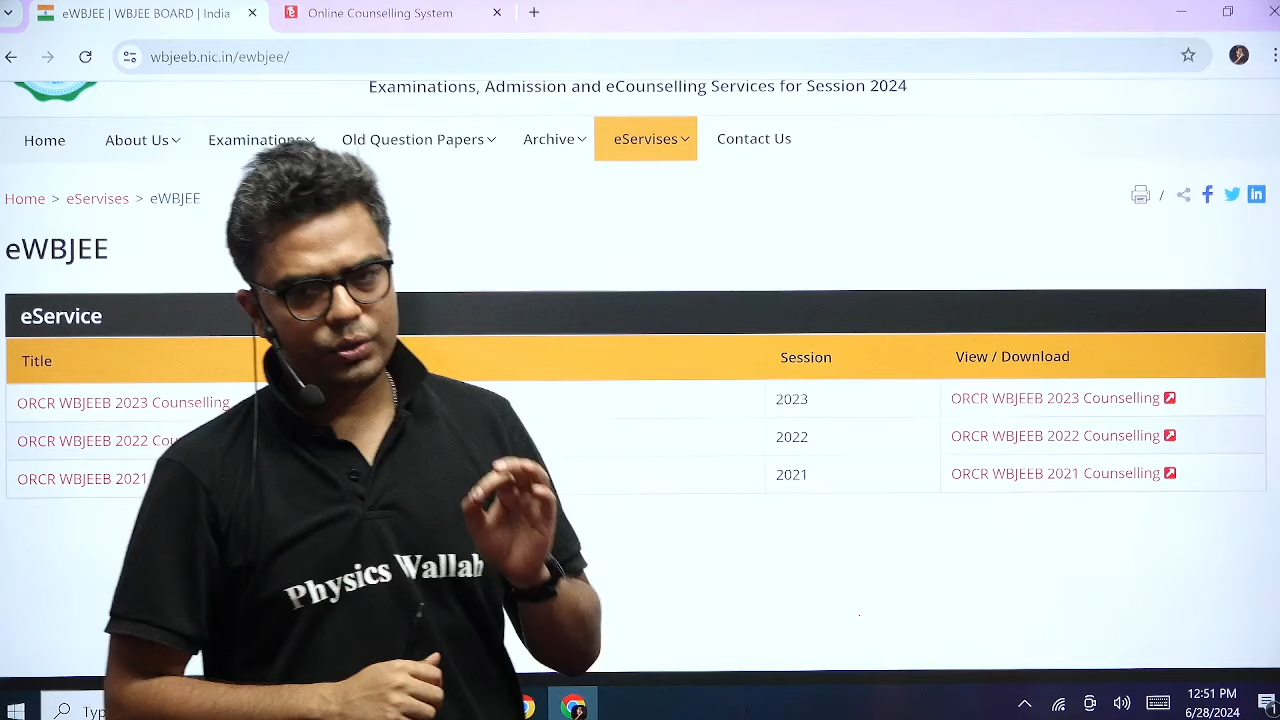 eWBJEE | WBJEE BOARD | India
Online Counselling System
wbjeeb.nic.in/ewbjee/
Examinations, Admission and eCounselling Services for Session 2024
Home
About Us
Examinations
Old Question Papers
Archive
eServises
Contact Us
Home > eServises > eWBJEE
/
eWBJEE
eService
Title
Session
View / Download
ORCR WBJEEB 2023 Counselling
2023
ORCR WBJEEB 2023 Counselling
ORCR WBJEEB 2022 Cou
2022
ORCR WBJEEB 2022 Counselling
ORCR WBJEEB 2021
2021
ORCR WBJEEB 2021 Counselling
Physics Wallah
Typ
12:51 PM
6/28/2024